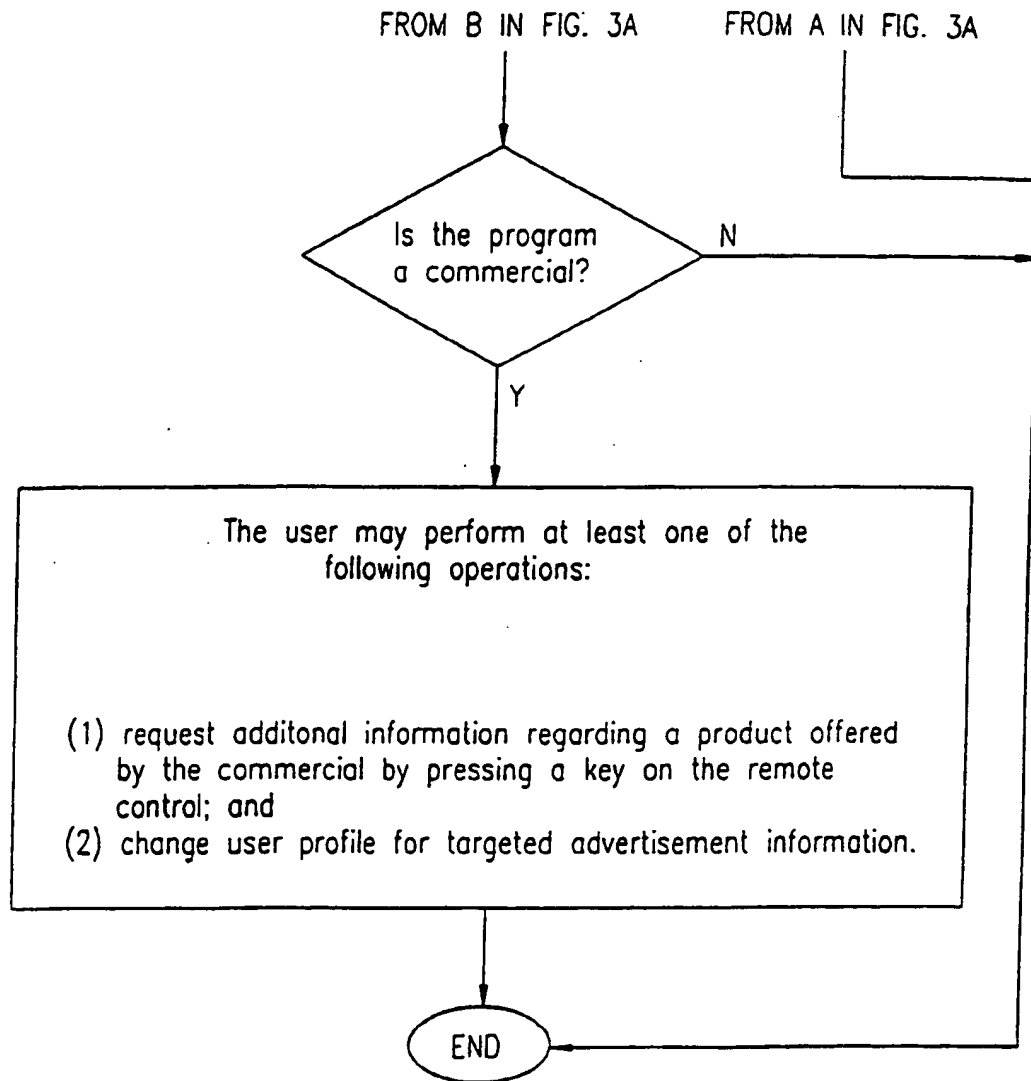 FROM B IN FIG. 3A
FROM A IN FIG. 3A
Is the program
a commercial?
N
Y
The user may perform at least one of the
following operations:
(1) request additonal information regarding a product offered
by the commercial by pressing a key on the remote
control; and
(2) change user profile for targeted advertisement information.
END